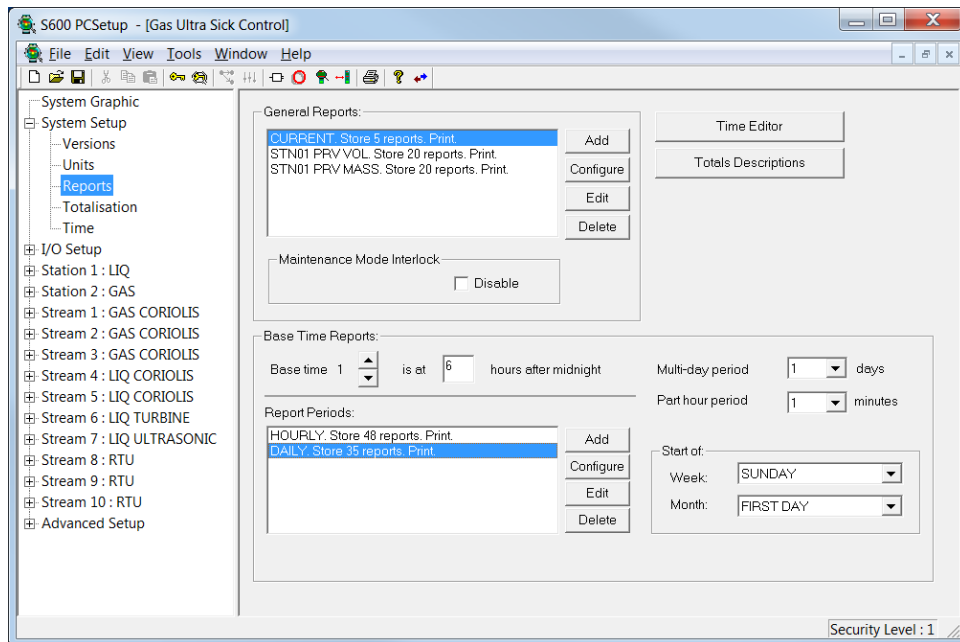 S600 PCSetup - [Gas Ultra Sick Control]
File Edit View Tools Window Help
System Graphic
System Setup
Versions
Units
Reports
Totalisation
Time
I/O Setup
Station 1 : LIQ
Station 2 : GAS
Stream 1 : GAS CORIOLIS
Stream 2 : GAS CORIOLIS
Stream 3 : GAS CORIOLIS
Stream 4 : LIQ CORIOLIS
Stream 5 : LIQ CORIOLIS
Stream 6 : LIQ TURBINE
Stream 7 : LIQ ULTRASONIC
Stream 8 : RTU
Stream 9 : RTU
Stream 10 : RTU
Advanced Setup
General Reports:
CURRENT. Store 5 reports. Print.
STN01 PRV VOL. Store 20 reports. Print.
STN01 PRV MASS. Store 20 reports. Print.
Add
Configure
Edit
Delete
Time Editor
Totals Descriptions
Maintenance Mode Interlock
Disable
Base Time Reports:
Base time 1 is at 6 hours after midnight
Multi-day period 1 days
Part hour period 1 minutes
Report Periods:
HOURLY. Store 48 reports. Print.
DAILY. Store 35 reports. Print.
Add
Configure
Edit
Delete
Start of:
Week: SUNDAY
Month: FIRST DAY
Security Level : 1